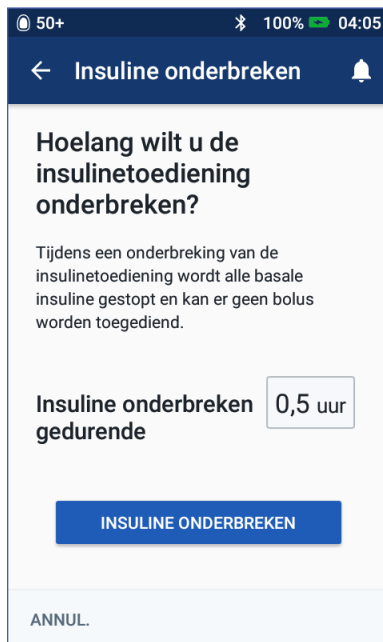 50+ 100% 04:05
Insuline onderbreken
Hoelang wilt u de
insulinetoediening
onderbreken?
Tijdens een onderbreking van de
insulinetoediening wordt alle basale
insuline gestopt en kan er geen bolus
worden toegediend.
Insuline onderbreken 0,5 uur
gedurende
INSULINE ONDERBREKEN
ANNUL.